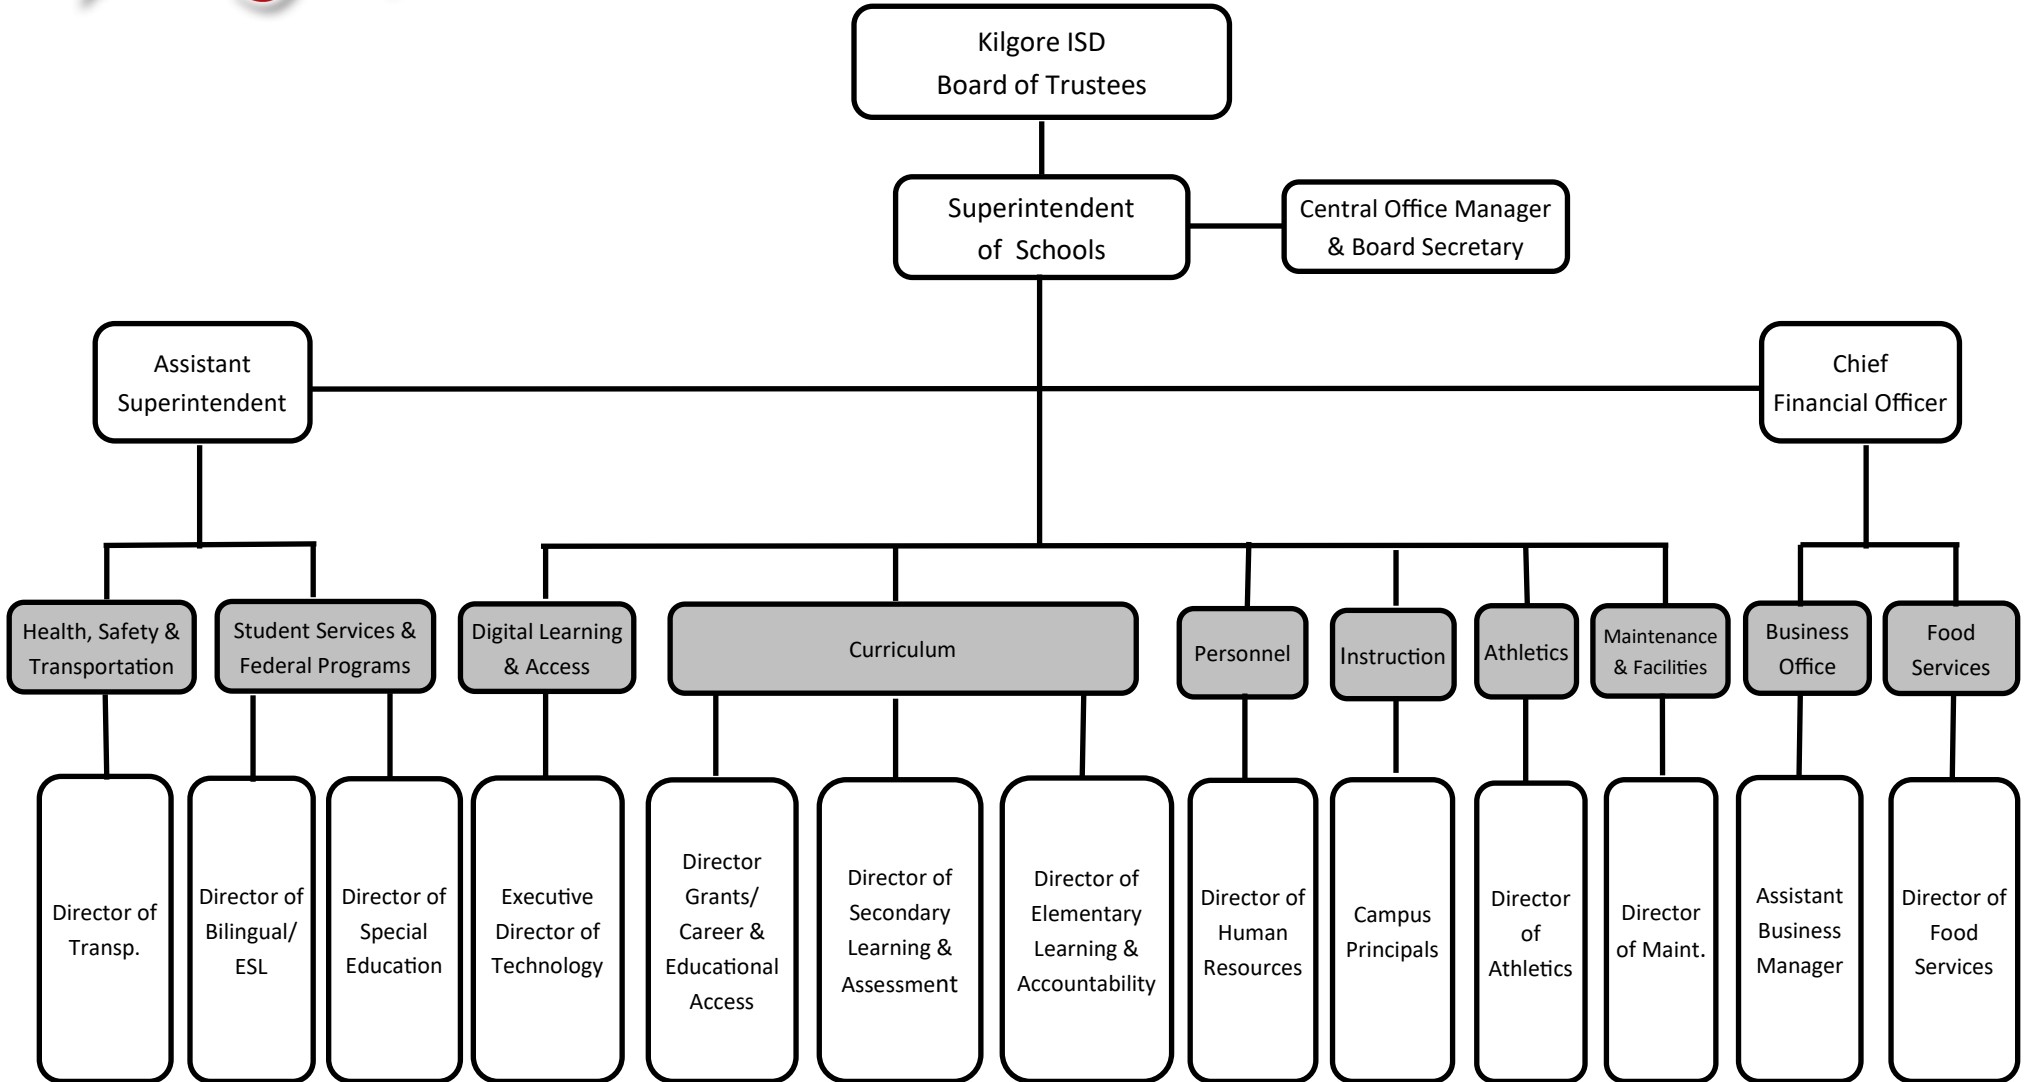 Kilgore ISD
Board of Trustees
Superintendent
of Schools
Central Office Manager
& Board Secretary
Assistant
Superintendent
Chief
Financial Officer
Health, Safety &
Transportation
Student Services &
Federal Programs
Digital Learning
& Access
Curriculum
Personnel
Instruction
Athletics
Maintenance
& Facilities
Business
Office
Food
Services
Director of
Transp.
Director of
Bilingual/
ESL
Director of
Special
Education
Executive
Director of
Technology
Director
Grants/
Career &
Educational
Access
Director of
Secondary
Learning &
Assessment
Director of
Elementary
Learning &
Accountability
Director of
Human
Resources
Campus
Principals
Director
of
Athletics
Director
of Maint.
Assistant
Business
Manager
Director of
Food
Services